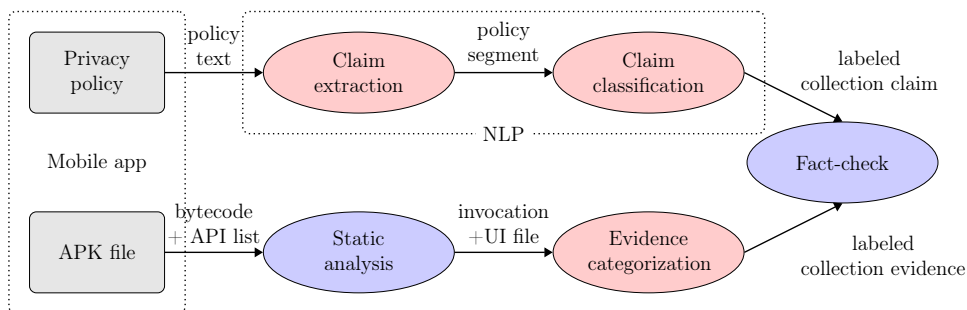 Privacy
policy
policy
text
Claim
extraction
policy
segment
Claim
classification
labeled
collection claim
NLP
Mobile app
Fact-check
APK file
bytecode
+ API list
Static
analysis
invocation
+UI file
Evidence
categorization
labeled
collection evidence